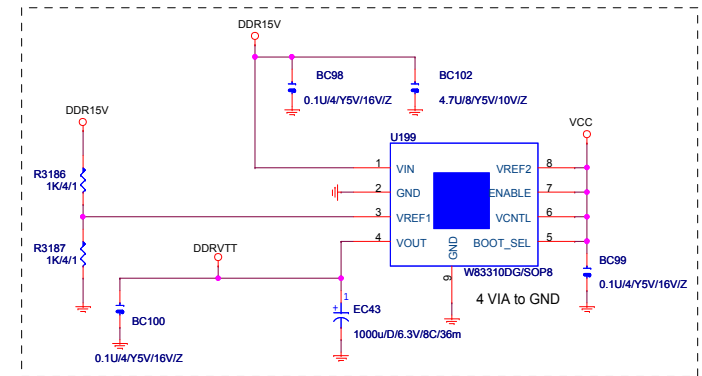 DDR15V
BC98
0.1U/4/Y5V/16V/Z
BC102
4.7U/8/Y5V/10V/Z
DDR15V
VCC
U199
R3186
1K/4/1
1 VIN
2 GND
3 VREF1
4 VOUT
VREF2 8
ENABLE 7
VCNTL 6
BOOT_SEL 5
GND
9
W83310DG/SOP8
4 VIA to GND
R3187
1K/4/1
DDRVTT
BC99
0.1U/4/Y5V/16V/Z
BC100
0.1U/4/Y5V/16V/Z
1
+
EC43
1000u/D/6.3V/8C/36m